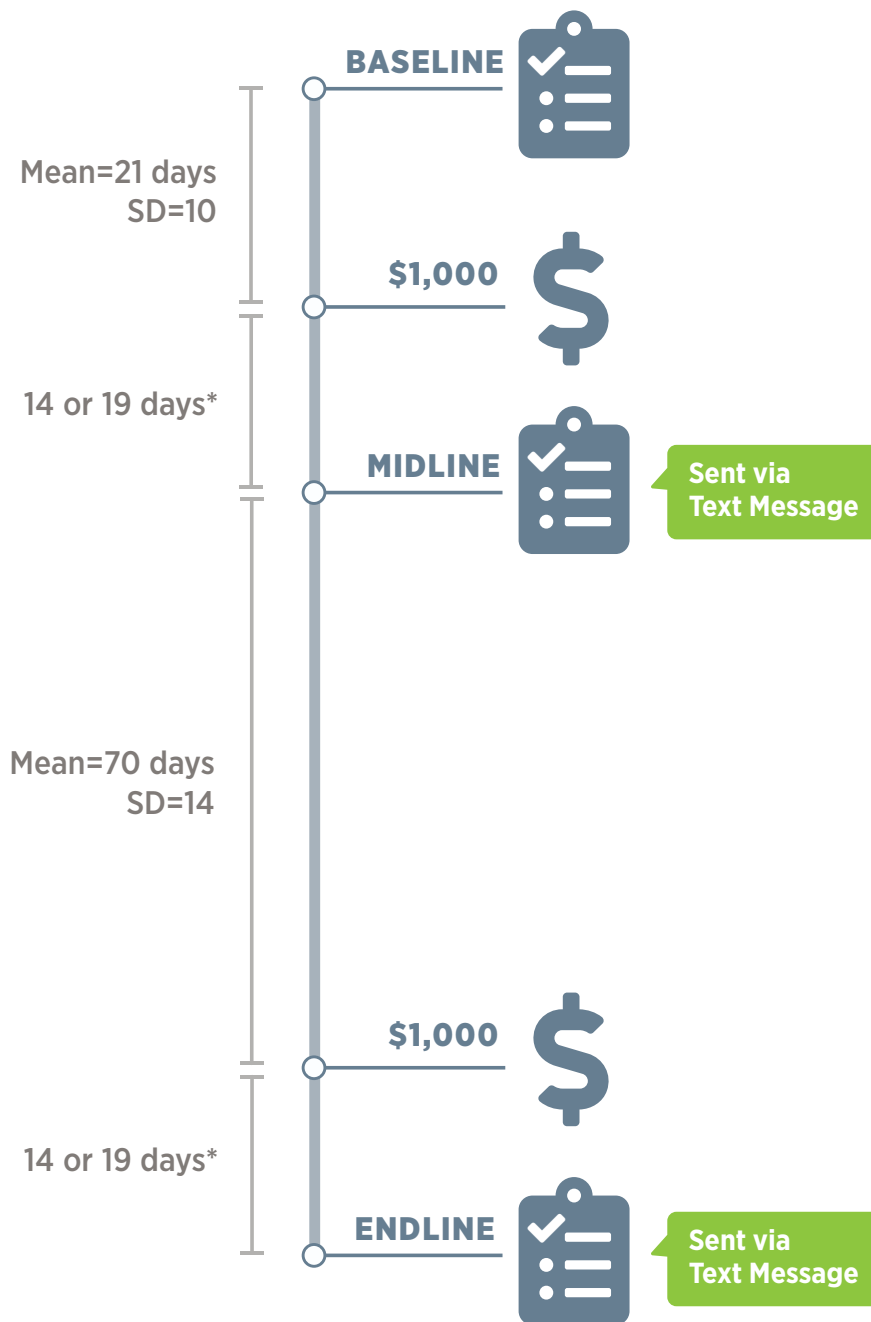 BASELINE
Mean=21 days
SD=10
$1,000
14 or 19 days*
MIDLINE
Sent via
Text Message
Mean=70 days
SD=14
$1,000
14 or 19 days*
ENDLINE
Sent via
Text Message